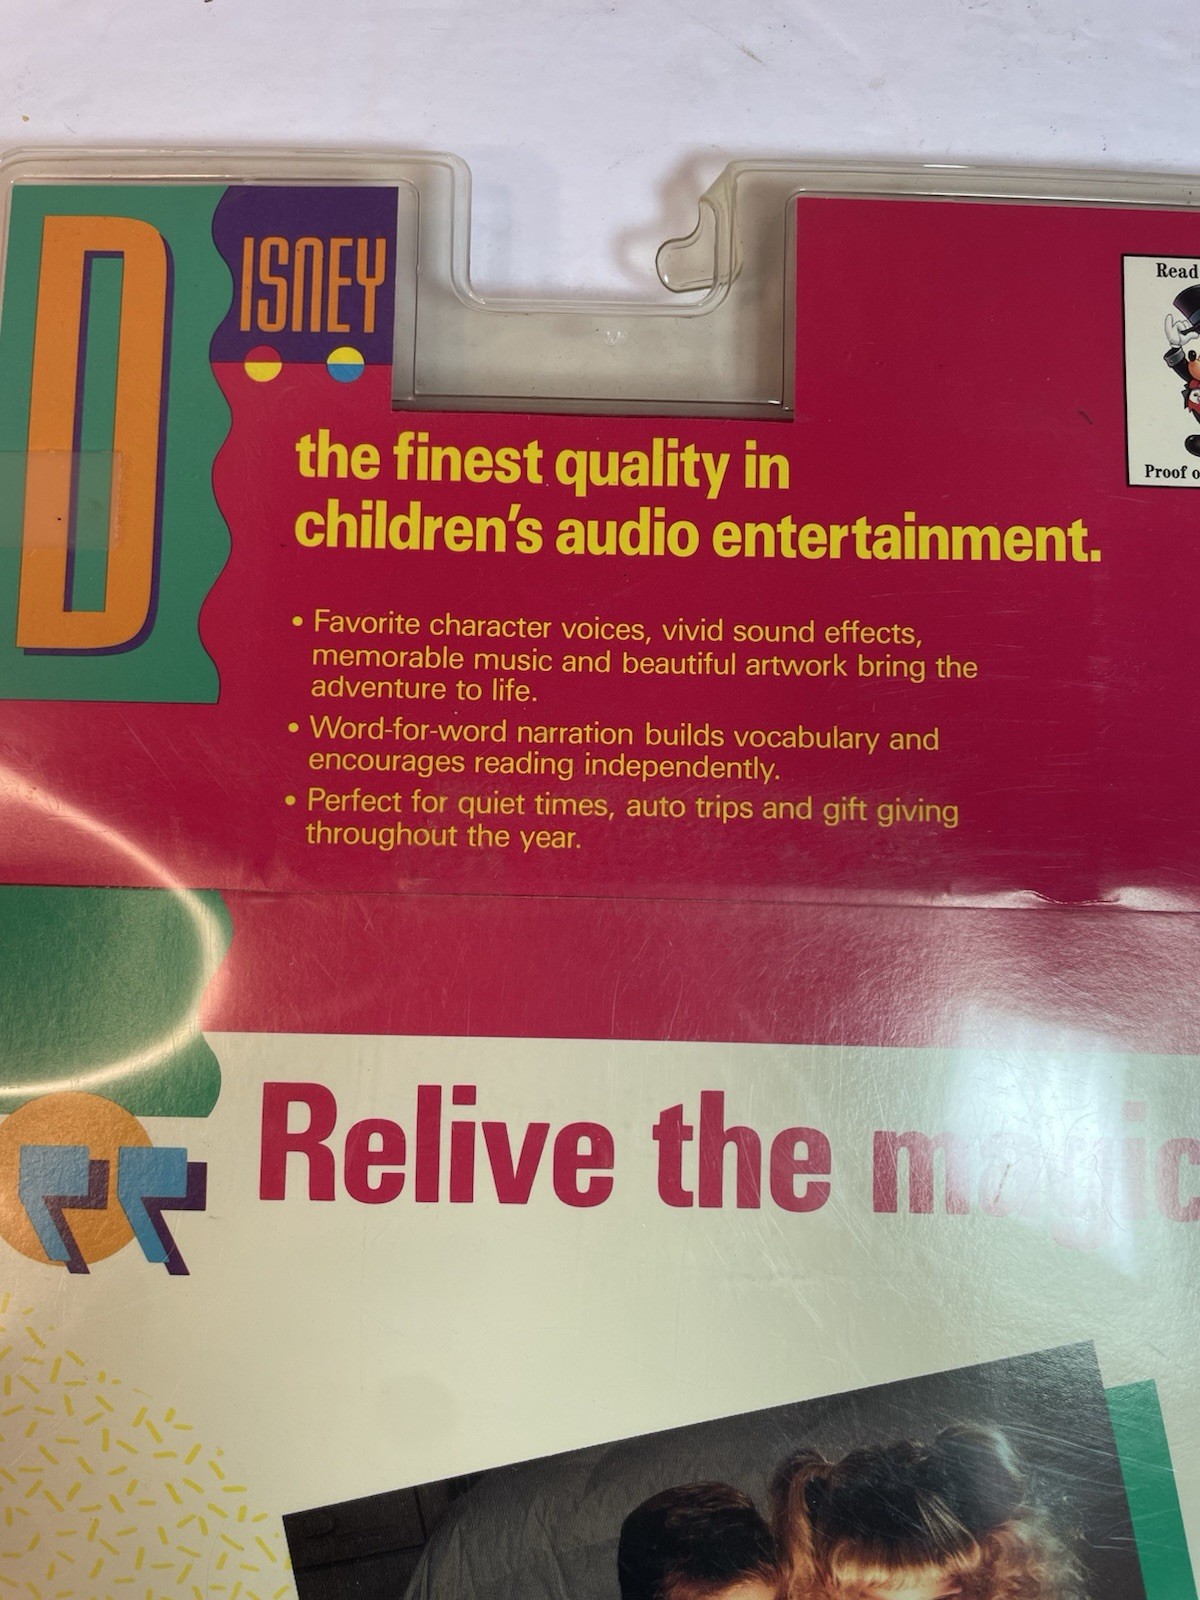 DISNEY
Read
Proof
the finest quality in
children's audio entertainment.
• Favorite character voices, vivid sound effects,
memorable music and beautiful artwork bring the
adventure to life.
• Word-for-word narration builds vocabulary and
encourages reading independently.
• Perfect for quiet times, auto trips and gift giving
throughout the year.
Relive the magic